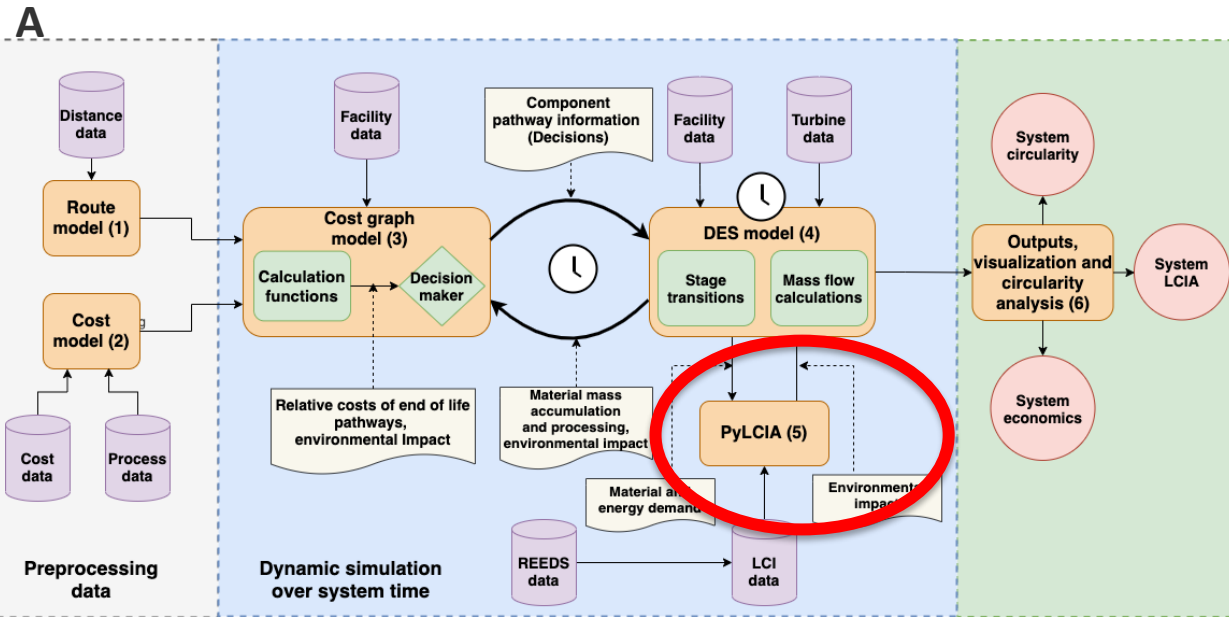 A
Distance
data
Route
model (1)
Cost
model (2)
Cost
data
Process
data
Preprocessing
data
Facility
data
Cost graph
model (3)
Calculation
functions
Decision
maker
Relative costs of end of life
pathways,
environmental Impact
Component
pathway information
(Decisions)
Material mass
accumulation
and processing,
environmental impact
Facility
data
Turbine
data
DES model (4)
Stage
transitions
Mass flow
calculations
PyLCIA (5)
Material and
energy demand
Environmental
impact
REEDS
data
LCI
data
Dynamic simulation
over system time
System
circularity
Outputs,
visualization and
circularity
analysis (6)
System
LCIA
System
economics